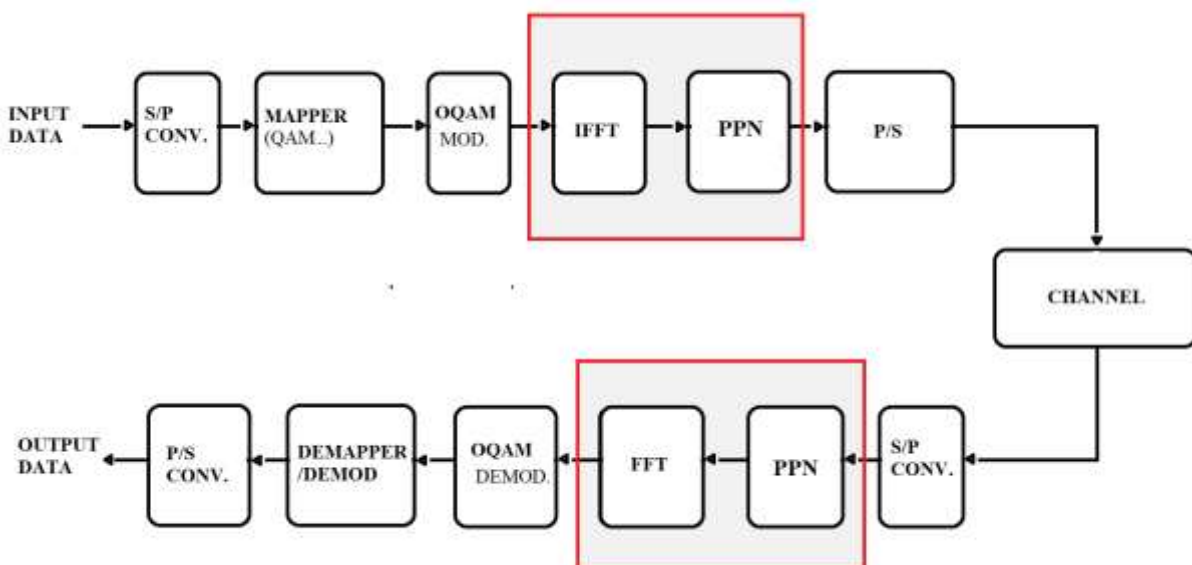 INPUT
DATA
S/P
CONV.
MAPPER
(QAM...)
OQAM
MOD.
IFFT
PPN
P/S
CHANNEL
S/P
CONV.
PPN
FFT
OQAM
DEMOD.
DEMAPPER
/DEMOD
P/S
CONV.
OUTPUT
DATA